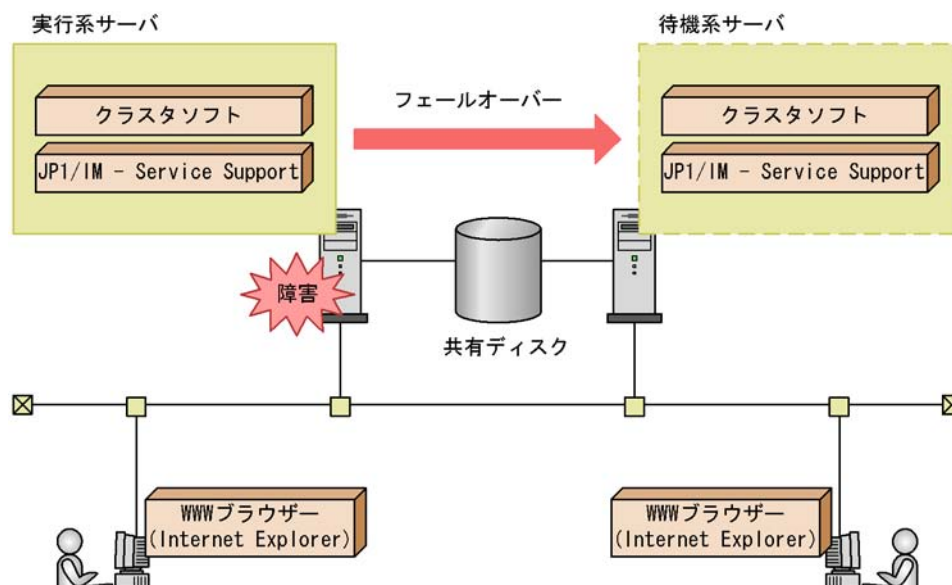 実行系サーバ
待機系サーバ
クラスタソフト
JP1/IM - Service Support
フェールオーバー
クラスタソフト
JP1/IM - Service Support
障害
共有ディスク
WWWブラウザー
(Internet Explorer)
WWWブラウザー
(Internet Explorer)